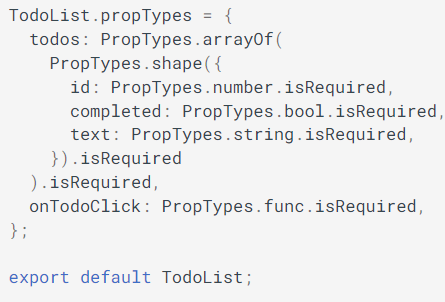 TodoList.propTypes = {
  todos: PropTypes.arrayOf(
    PropTypes.shape({
      id: PropTypes.number.isRequired,
      completed: PropTypes.bool.isRequired,
      text: PropTypes.string.isRequired,
    }).isRequired
  ).isRequired,
  onTodoClick: PropTypes.func.isRequired,
};

export default TodoList;